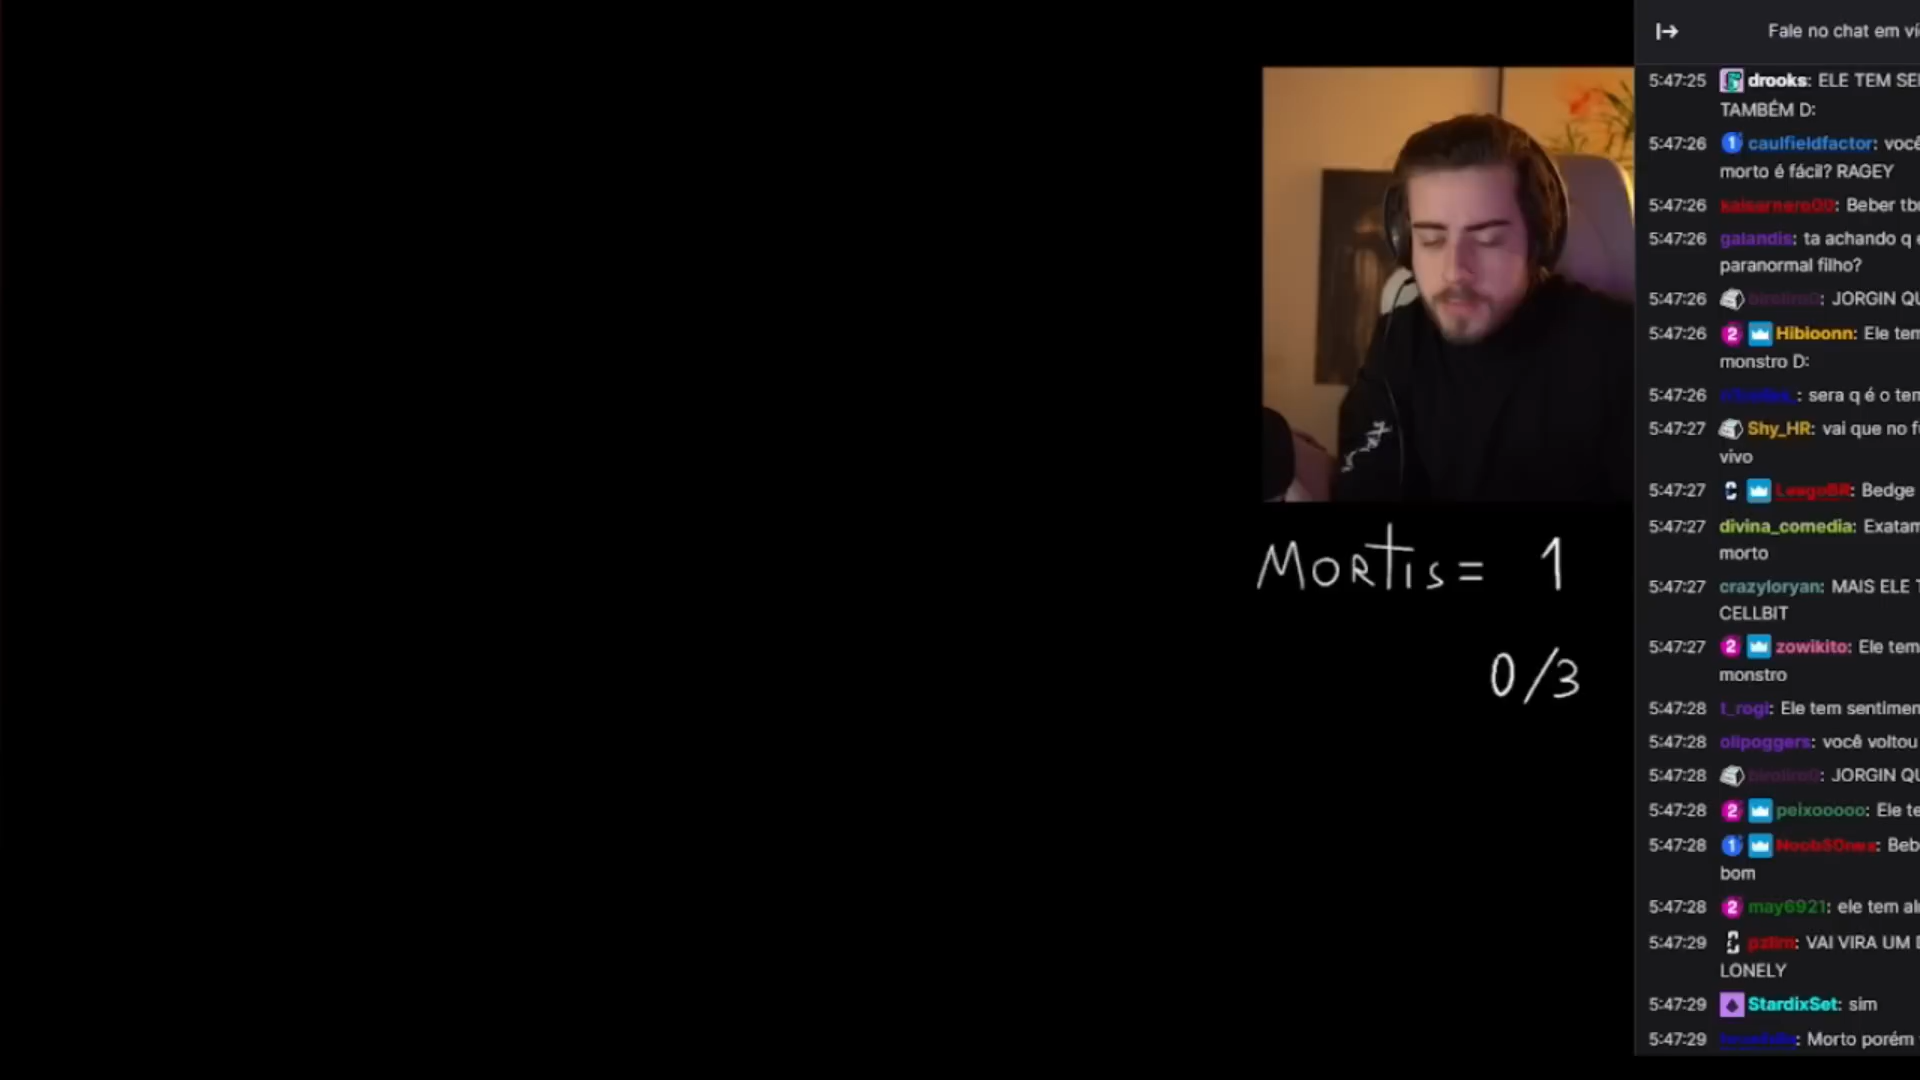 Fale no chat em ví
5:47:25 drooks: ELE TEM SE
TAMBÉM D:
5:47:26 1 caulfieldfactor: você
morto é fácil? RAGEY
5:47:26 kaisernero00: Beber tb
5:47:26 galandis: ta achando q e
paranormal filho?
5:47:26 JORGIN QU
5:47:26 2 Hibioonn: Ele tem
monstro D:
5:47:26 : sera q é o tem
5:47:27 Shy_HR: vai que no f
vivo
5:47:27 LeegoBR: Bedge
5:47:27 divina_comedia: Exatam
morto
5:47:27 crazyloryan: MAIS ELE T
CELLBIT
5:47:27 2 zowikito: Ele tem
monstro
5:47:28 t_rogi: Ele tem sentimen
5:47:28 olipoggers: você voltou
5:47:28 JORGIN QU
5:47:28 2 peixooooo: Ele te
5:47:28 1 Beb
bom
5:47:28 2 may6921: ele tem al
5:47:29 pzlim: VAI VIRA UM D
LONELY
5:47:29 StardixSet: sim
5:47:29 : Morto porém
MORTIS = 1
0/3